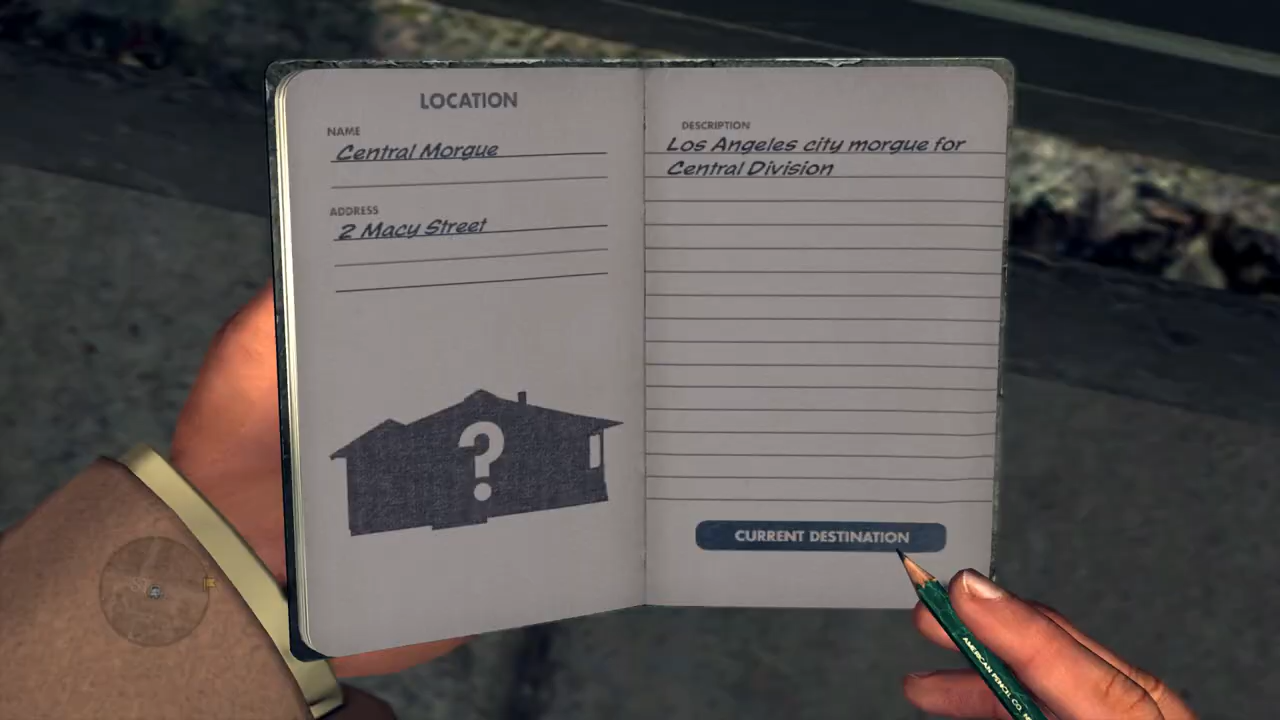 LOCATION
NAME
Central Morgue
ADDRESS
2 Macy Street
DESCRIPTION
Los Angeles city morgue for
Central Division
CURRENT DESTINATION
AMERICAN PENCIL CO.